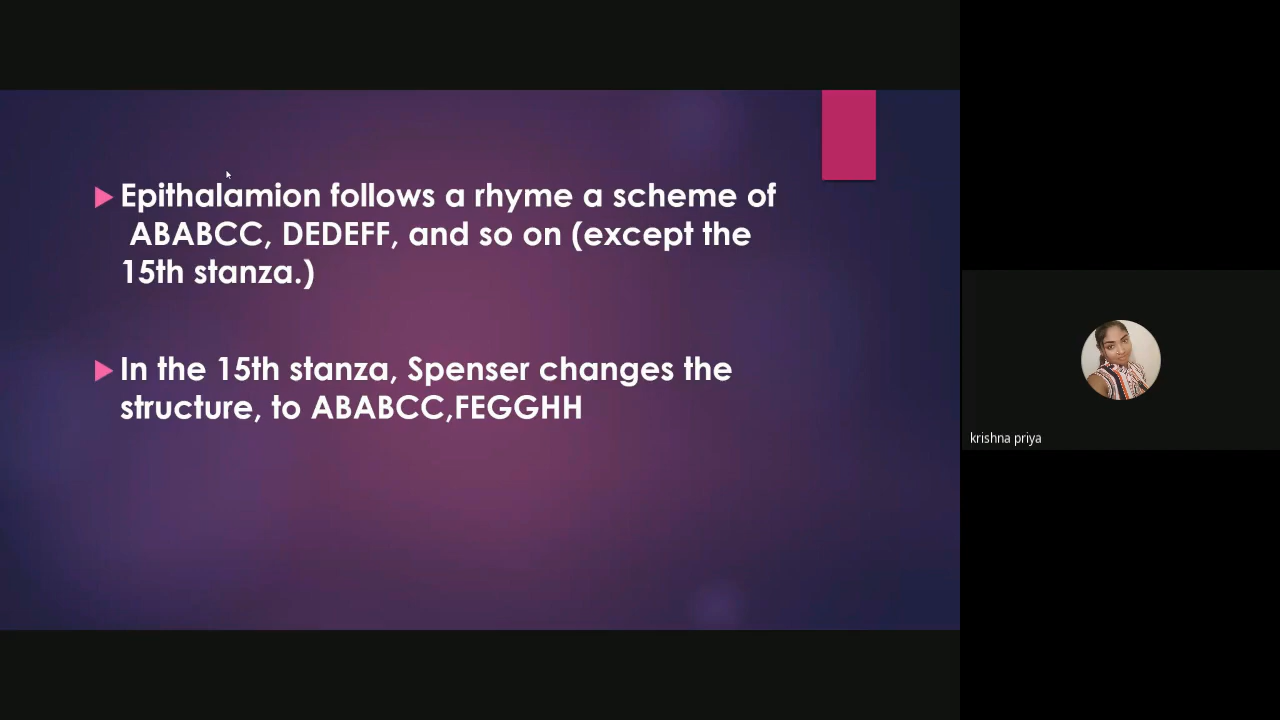 Epithalamion follows a rhyme a scheme of
ABABCC, DEDEFF, and so on (except the
15th stanza.)
In the 15th stanza, Spenser changes the
structure, to ABABCC,FEGGHH
krishna priya